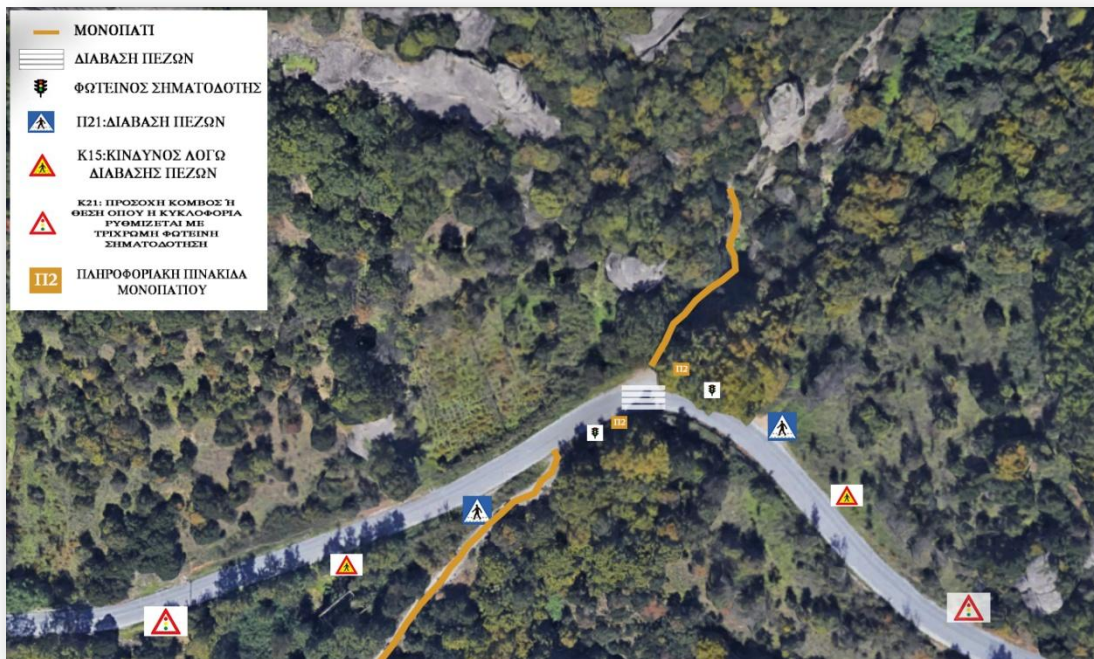 ΜΟΝΟΠΑΤΙ
ΔΙΑΒΑΣΗ ΠΕΖΩΝ
ΦΩΤΕΙΝΟΣ ΣΗΜΑΤΟΔΟΤΗΣ
Π21:ΔΙΑΒΑΣΗ ΠΕΖΩΝ
Κ15:ΚΙΝΔΥΝΟΣ ΛΟΓΩ
ΔΙΑΒΑΣΗΣ ΠΕΖΩΝ
Κ21: ΠΡΟΣΟΧΗ ΚΟΜΒΟΣ Ή
ΘΕΣΗ ΟΠΟΥ Η ΚΥΚΛΟΦΟΡΙΑ
ΡΥΘΜΙΖΕΤΑΙ ΜΕ
ΤΡΙΧΡΩΜΗ ΦΩΤΕΙΝΗ
ΣΗΜΑΤΟΔΟΤΗΣΗ
Π2 ΠΛΗΡΟΦΟΡΙΑΚΗ ΠΙΝΑΚΙΔΑ
ΜΟΝΟΠΑΤΙΟΥ
Π2
Π2